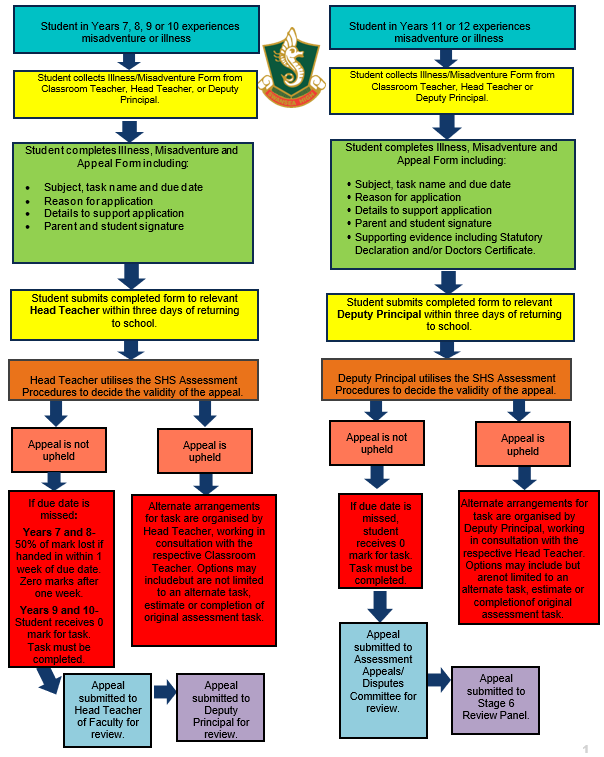 Student in Years 7, 8, 9 or 10 experiences
misadventure or illness
Student collects Illness/Misadventure Form from
Classroom Teacher, Head Teacher, or Deputy
Principal.
Student completes Illness, Misadventure and
Appeal Form including:
• Subject, task name and due date
• Reason for application
• Details to support application
• Parent and student signature
Student submits completed form to relevant
Head Teacher within three days of returning
to school.
Head Teacher utilises the SHS Assessment
Procedures to decide the validity of the appeal.
Appeal is not
upheld
Appeal is
upheld
If due date is
missed:
Years 7 and 8-
50% of mark lost if
handed in within 1
week of due date:
Zero marks after
one week.
Years 9 and 10-
Student receives 0
mark for task.
Task must be
completed.
Alternate arrangements
for task are organised by
Head Teacher, working in
consultation with the
respective Classroom
Teacher. Options may
includebut are not limited
to an alternate task,
estimate or completion of
original assessment task.
Appeal
submitted to
Head Teacher
of Faculty for
review.
Appeal
submitted to
Deputy
Principal for
review.
Student in Years 11 or 12 experiences
misadventure or illness
Student collects Illness/Misadventure Form from
Classroom Teacher, Head Teacher or
Deputy Principal.
Student completes Illness, Misadventure and
Appeal Form including:
• Subject, task name and due date
• Reason for application
• Details to support application
• Parent and student signature
• Supporting evidence including Statutory
Declaration and/or Doctors Certificate.
Student submits completed form to relevant
Deputy Principal within three days of returning
to school.
Deputy Principal utilises the SHS Assessment
Procedures to decide the validity of the appeal.
Appeal is not
upheld
Appeal is
upheld
If due date is
missed,
student
receives 0
mark for task.
Task must be
completed.
Alternate arrangements for
task are organised by
Deputy Principal, working
in consultation with the
respective Head Teacher.
Options may include but
arenot limited to an
alternate task, estimate or
completionof original
assessment task.
Appeal
submitted to
Assessment
Appeals/
Disputes
Committee for
review.
Appeal
submitted to
Stage 6
Review Panel.
1